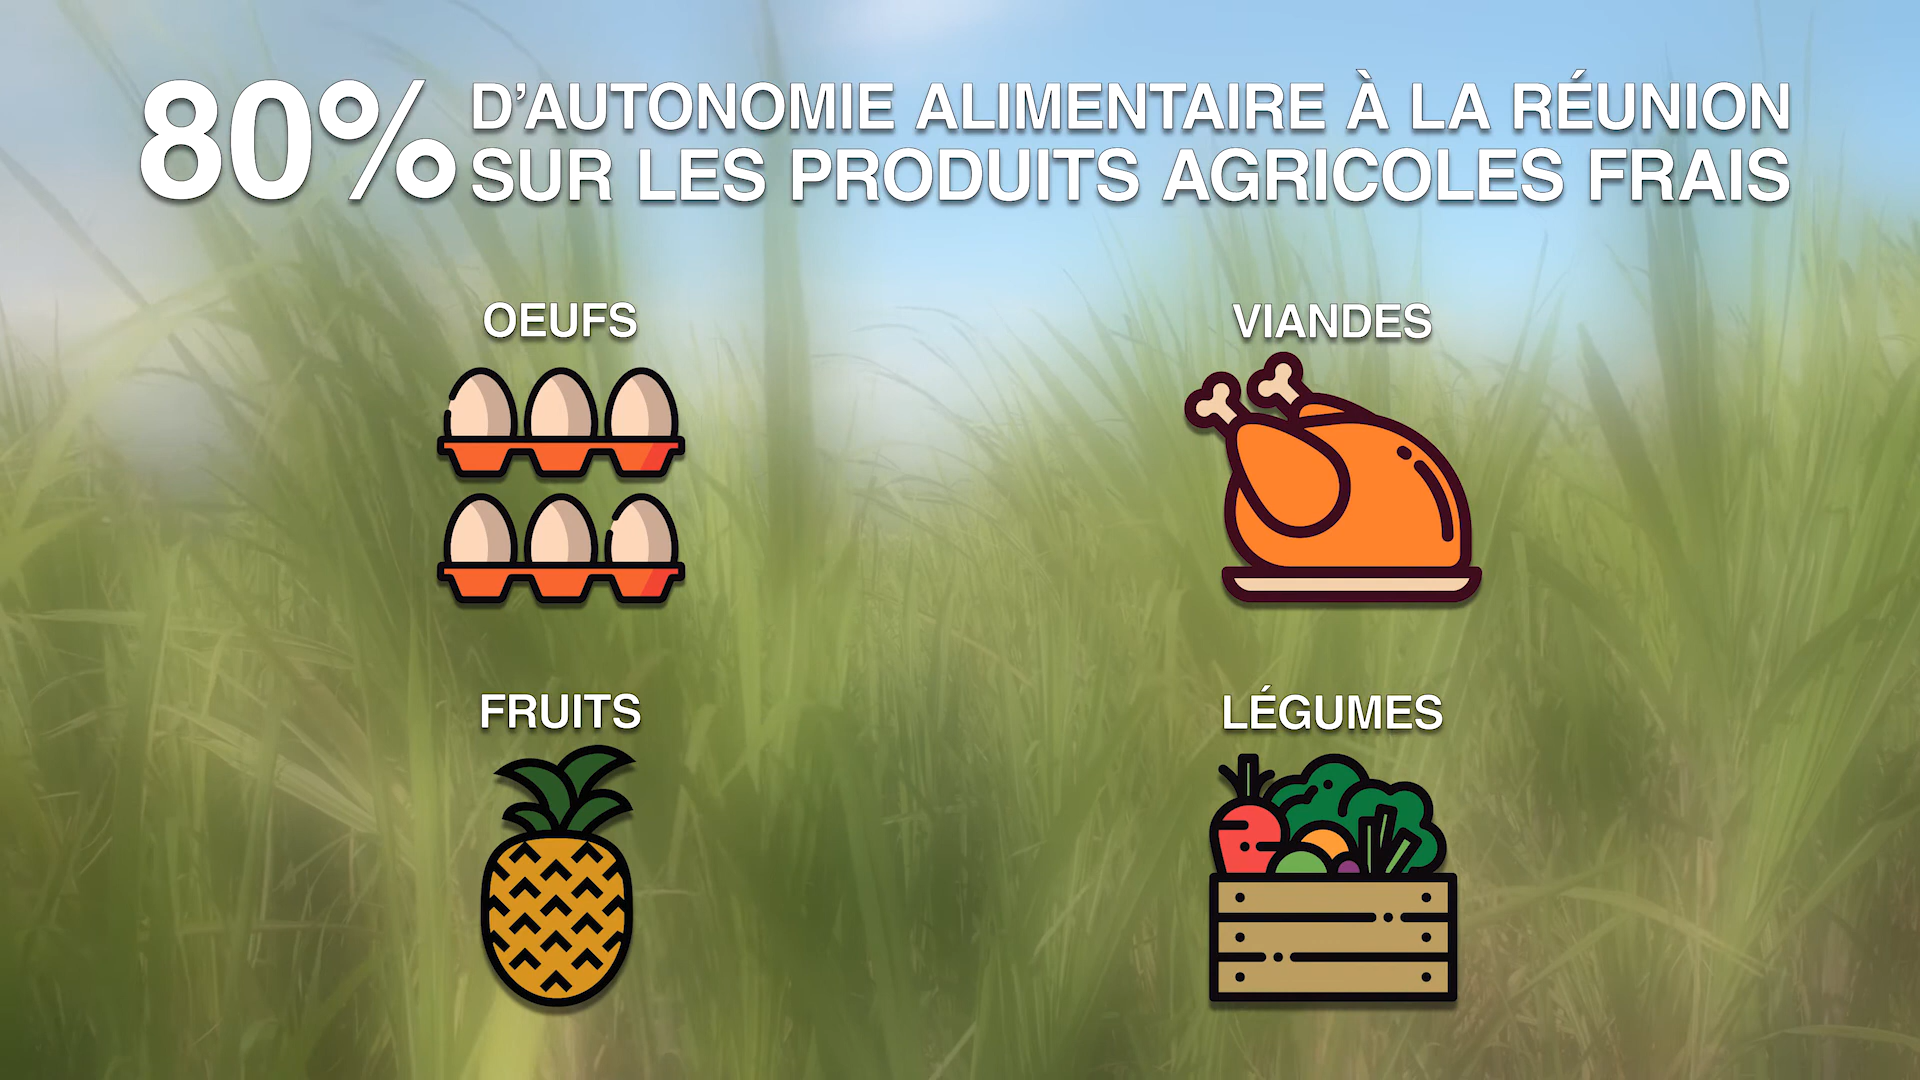 80% D'AUTONOMIE ALIMENTAIRE À LA RÉUNION
SUR LES PRODUITS AGRICOLES FRAIS
OEUFS
VIANDES
FRUITS
LÉGUMES